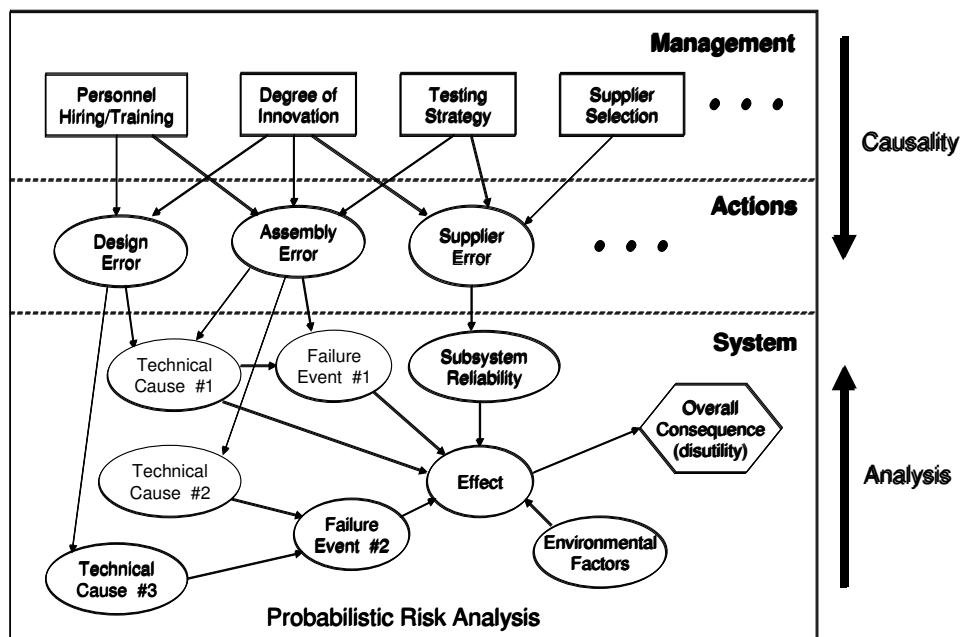 Management
Personnel
Hiring/Training
Degree of
Innovation
Testing
Strategy
Supplier
Selection
• • •
Causality
Actions
Design
Error
Assembly
Error
Supplier
Error
• • •
System
Technical
Cause #1
Failure
Event #1
Subsystem
Reliability
Overall
Consequence
(disutility)
Technical
Cause #2
Effect
Analysis
Failure
Event #2
Environmental
Factors
Technical
Cause #3
Probabilistic Risk Analysis